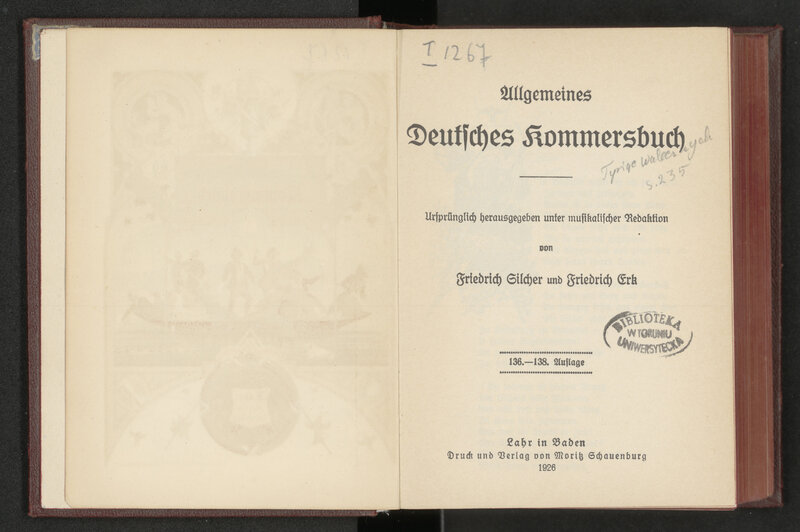 I 1267
Allgemeines
Deutſches Kommersbuch
s. 235
Urſprünglich herausgegeben unter muſikaliſcher Redaktion
von
Friedrich Silcher und Friedrich Erk
BIBLIOTEKA
W TORUNIU
UNIWERSYTECKA
136.—138. Auflage
Lahr in Baden
Druck und Verlag von Moritz Schauenburg
1926